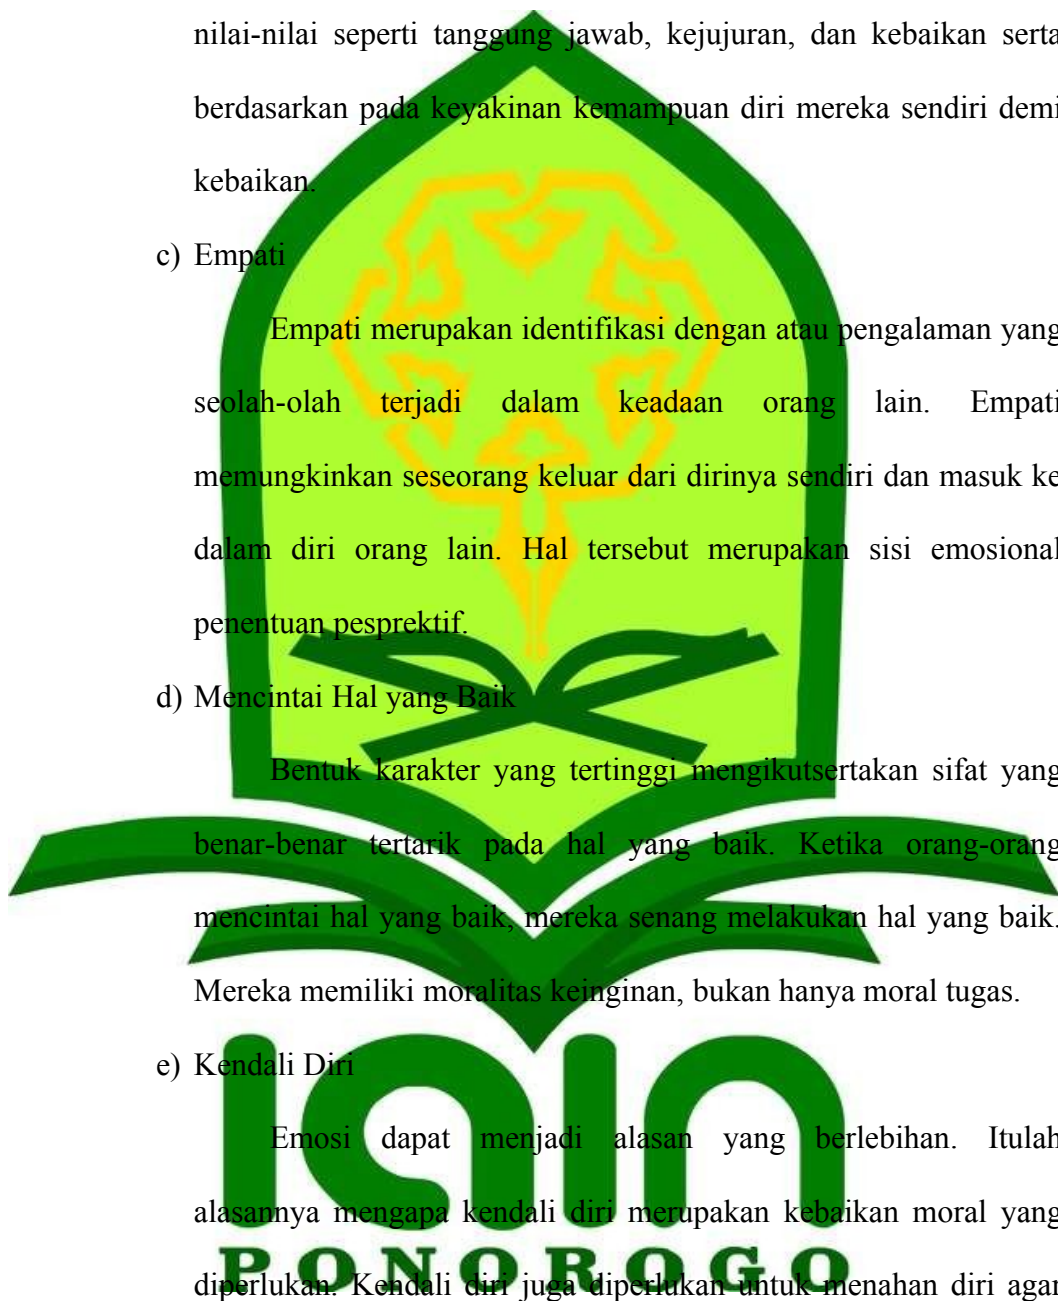 nilai-nilai seperti tanggung jawab, kejujuran, dan kebaikan serta
berdasarkan pada keyakinan kemampuan diri mereka sendiri demi
kebaikan.
c) Empati
Empati merupakan identifikasi dengan atau pengalaman yang
seolah-olah terjadi dalam keadaan orang lain. Empati
memungkinkan seseorang keluar dari dirinya sendiri dan masuk ke
dalam diri orang lain. Hal tersebut merupakan sisi emosional
penentuan pesprektif.
d) Mencintai Hal yang Baik
Bentuk karakter yang tertinggi mengikutsertakan sifat yang
benar-benar tertarik pada hal yang baik. Ketika orang-orang
mencintai hal yang baik, mereka senang melakukan hal yang baik.
Mereka memiliki moralitas keinginan, bukan hanya moral tugas.
e) Kendali Diri
Emosi dapat menjadi alasan yang berlebihan. Itulah
alasannya mengapa kendali diri merupakan kebaikan moral yang
diperlukan. Kendali diri juga diperlukan untuk menahan diri agar
IAIN
PONOROGO